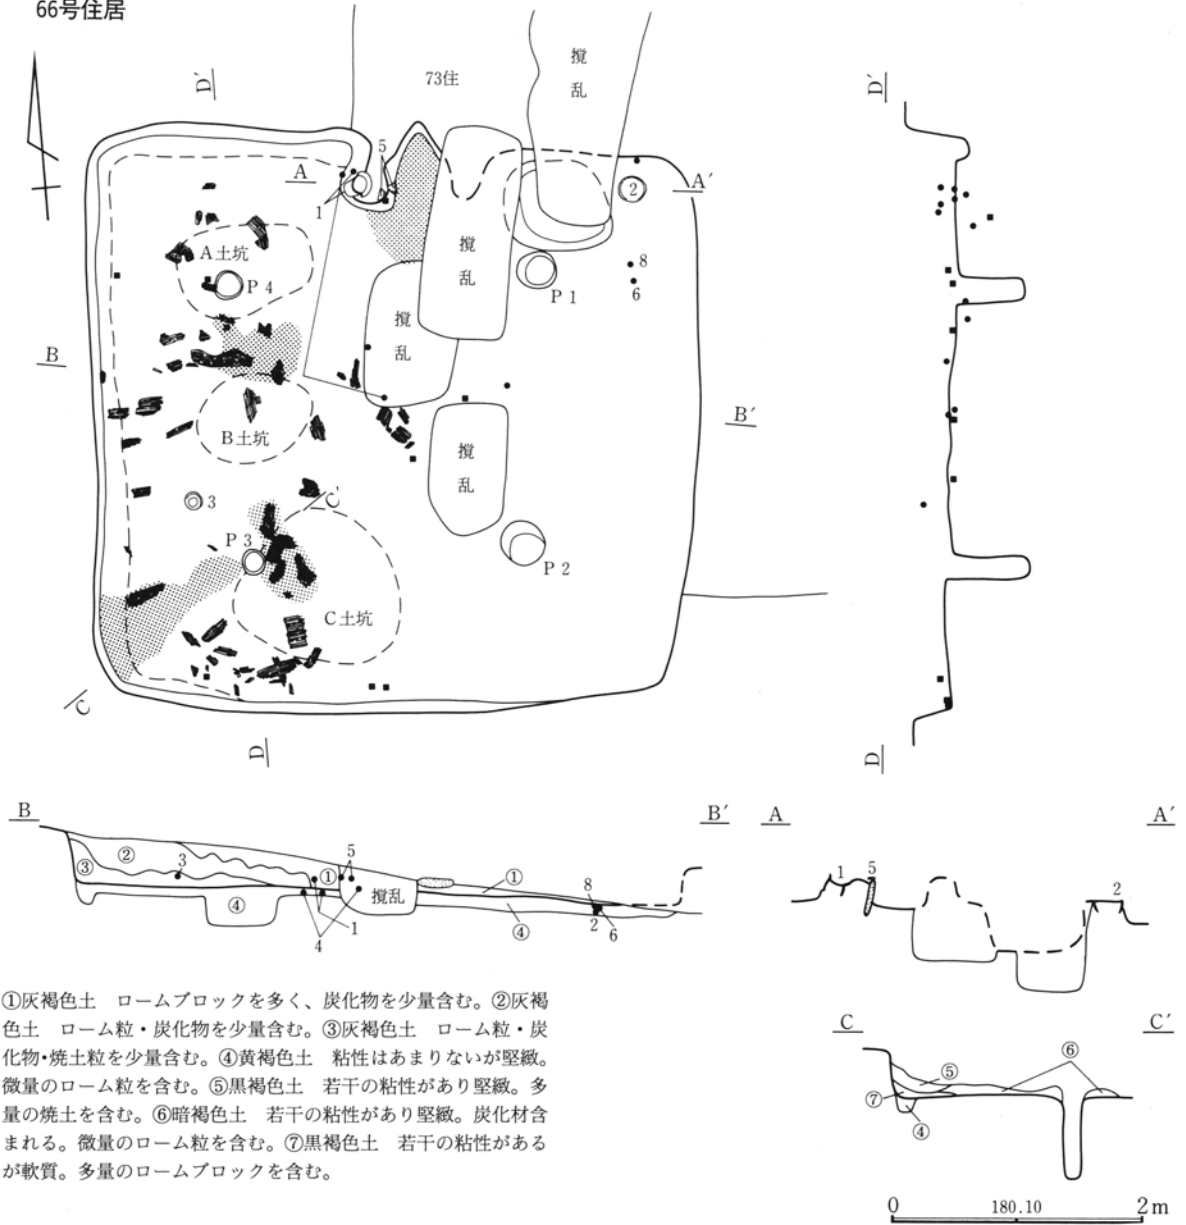 66号住居
D′
73住
攪
乱
D′
5
A
A′
2
1
攪
乱
A土坑
8
P4
P1
6
攪
乱
B
B′
B土坑
攪
乱
3
C′
P3
P2
C土坑
C
D
D
B
B′
A
A′
②
5
③
3
①
①
8
1
5
2
攪乱
④
1
4
④
2
6
①灰褐色土　ロームブロックを多く、炭化物を少量含む。②灰褐
色土　ローム粒・炭化物を少量含む。③灰褐色土　ローム粒・炭
化物・焼土粒を少量含む。④黄褐色土　粘性はあまりないが堅緻。
微量のローム粒を含む。⑤黒褐色土　若干の粘性があり堅緻。多
量の焼土を含む。⑥暗褐色土　若干の粘性があり堅緻。炭化材含
まれる。微量のローム粒を含む。⑦黒褐色土　若干の粘性がある
が軟質。多量のロームブロックを含む。
C
C′
⑥
⑤
⑦
④
0
180.10
2m